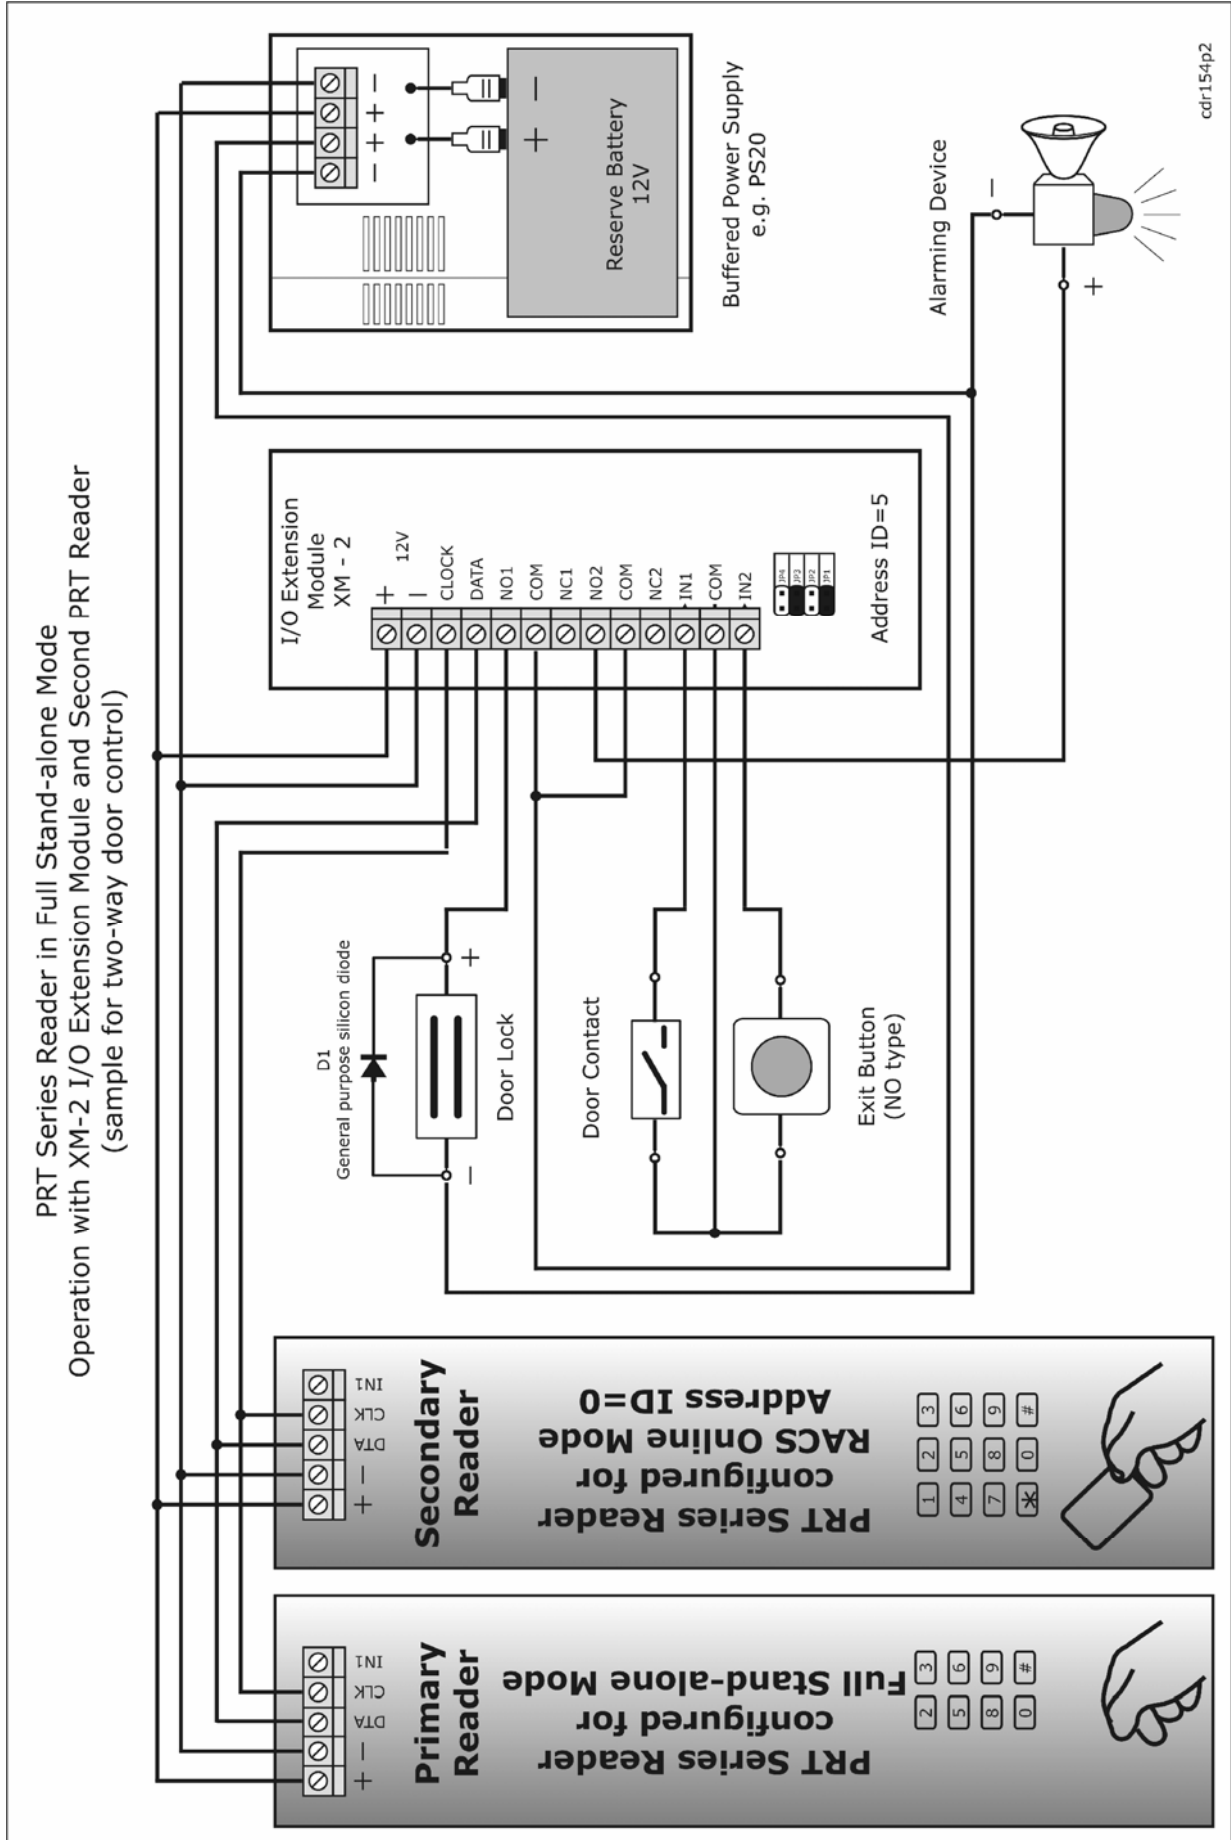 PRT Series Reader in Full Stand-alone Mode
Operation with XM-2 I/O Extension Module and Second PRT Reader
(sample for two-way door control)
Primary
Reader
PRT Series Reader
configured for
Full Stand-alone Mode
+
−
DTA
CLK
IN1
2 3
5 6
8 9
0 #
Secondary
Reader
PRT Series Reader
configured for
RACS Online Mode
Address ID=0
+
−
DTA
CLK
IN1
1 2 3
4 5 6
7 8 9
* 0 #
D1
General purpose silicon diode
− +
Door Lock
Door Contact
Exit Button
(NO type)
I/O Extension
Module
XM - 2
+
−
12V
CLOCK
DATA
NO1
COM
NC1
NO2
COM
NC2
IN1
COM
IN2
JP4
JP3
JP2
JP1
Address ID=5
−
+
+
−
− +
Reserve Battery
12V
Buffered Power Supply
e.g. PS20
Alarming Device
−
+
cdr154p2